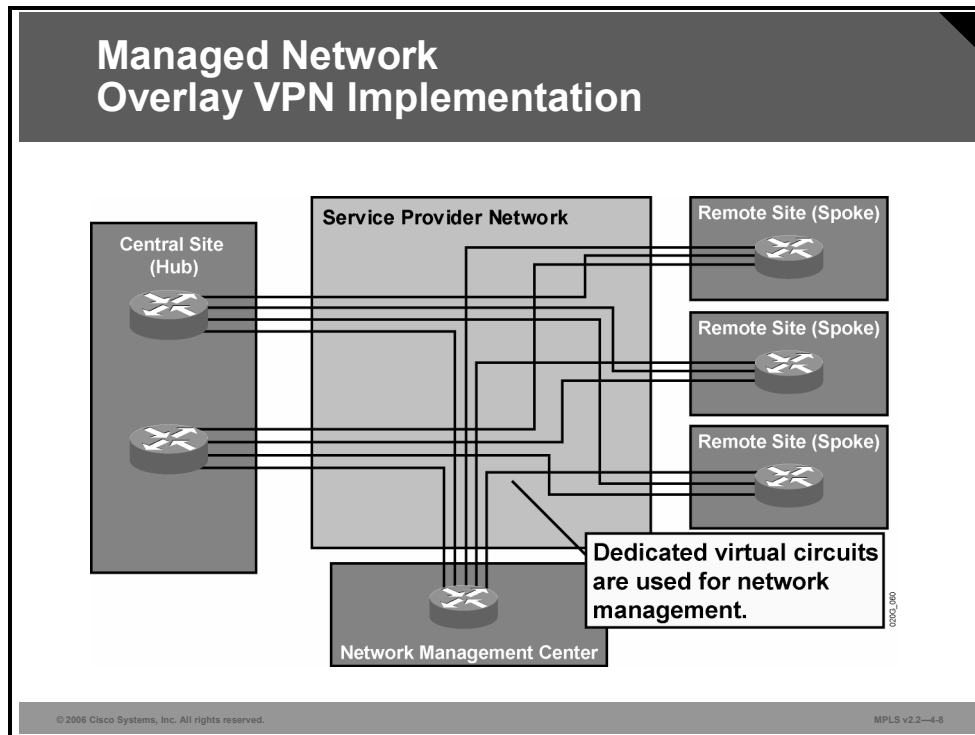 Managed Network
Overlay VPN Implementation
Service Provider Network
Central Site
(Hub)
Remote Site (Spoke)
Remote Site (Spoke)
Remote Site (Spoke)
Dedicated virtual circuits
are used for network
management.
020G_060
Network Management Center
© 2006 Cisco Systems, Inc. All rights reserved.
MPLS v2.2—4-8